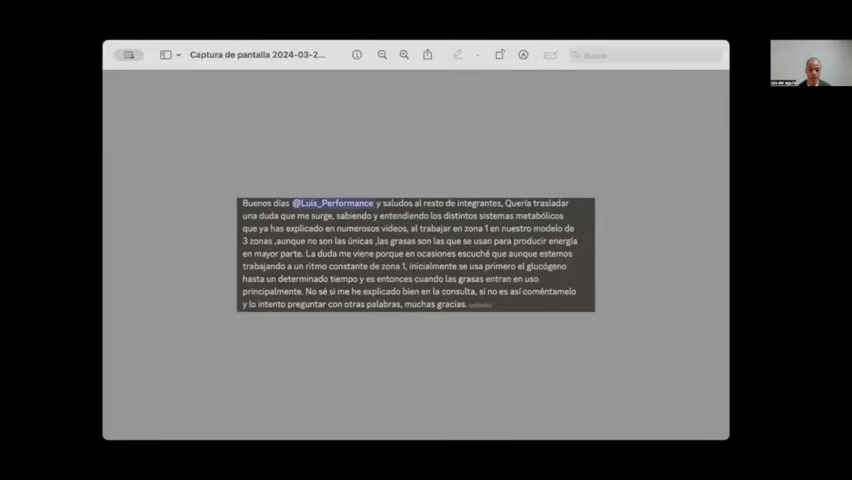 Captura de pantalla 2024-03-2...
Buscar
Buenos días @Luis_Performance y saludos al resto de integrantes, Quería trasladar
una duda que me surge, sabiendo y entendiendo los distintos sistemas metabólicos
que ya has explicado en numerosos videos, al trabajar en zona 1 en nuestro modelo de
3 zonas ,aunque no son las únicas ,las grasas son las que se usan para producir energía
en mayor parte. La duda me viene porque en ocasiones escuché que aunque estemos
trabajando a un ritmo constante de zona 1, inicialmente se usa primero el glucógeno
hasta un determinado tiempo y es entonces cuando las grasas entran en uso
principalmente. No sé si me he explicado bien en la consulta, si no es así coméntamelo
y lo intento preguntar con otras palabras, muchas gracias. (editado)
luis del aguila